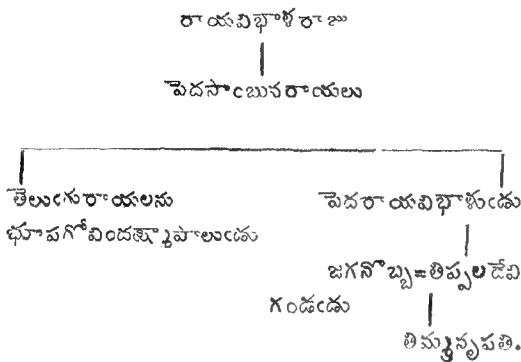 రాయవిభాళరాజు
పెదసాఁబునరాయలు
తెలుఁగురాయలను
భూపగోవిందక్ష్మాపాలుఁడు
పెదరాయవిభాళుఁడు
జగనొబ్బ=తిప్పలదేవి
గండఁడు
తిమ్మనృపతి.